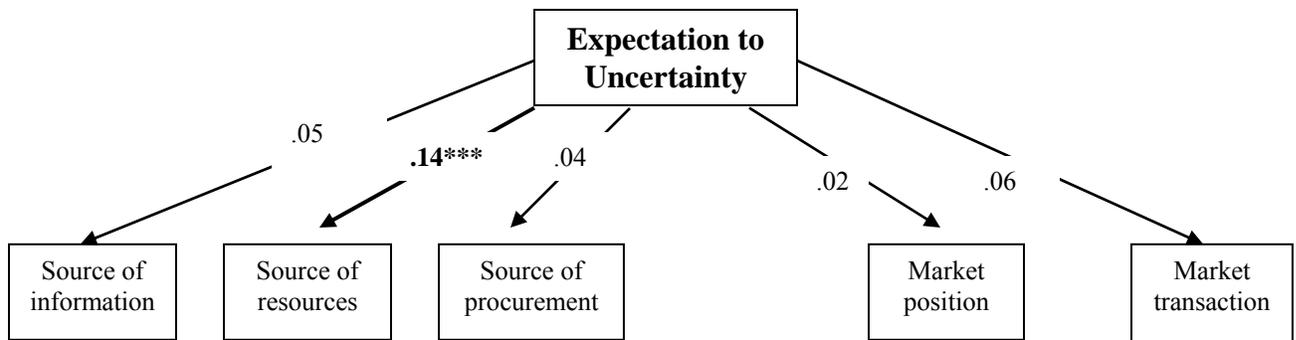 Expectation to
Uncertainty
.05
.14***
.04
.02
.06
Source of
information
Source of
resources
Source of
procurement
Market
position
Market
transaction